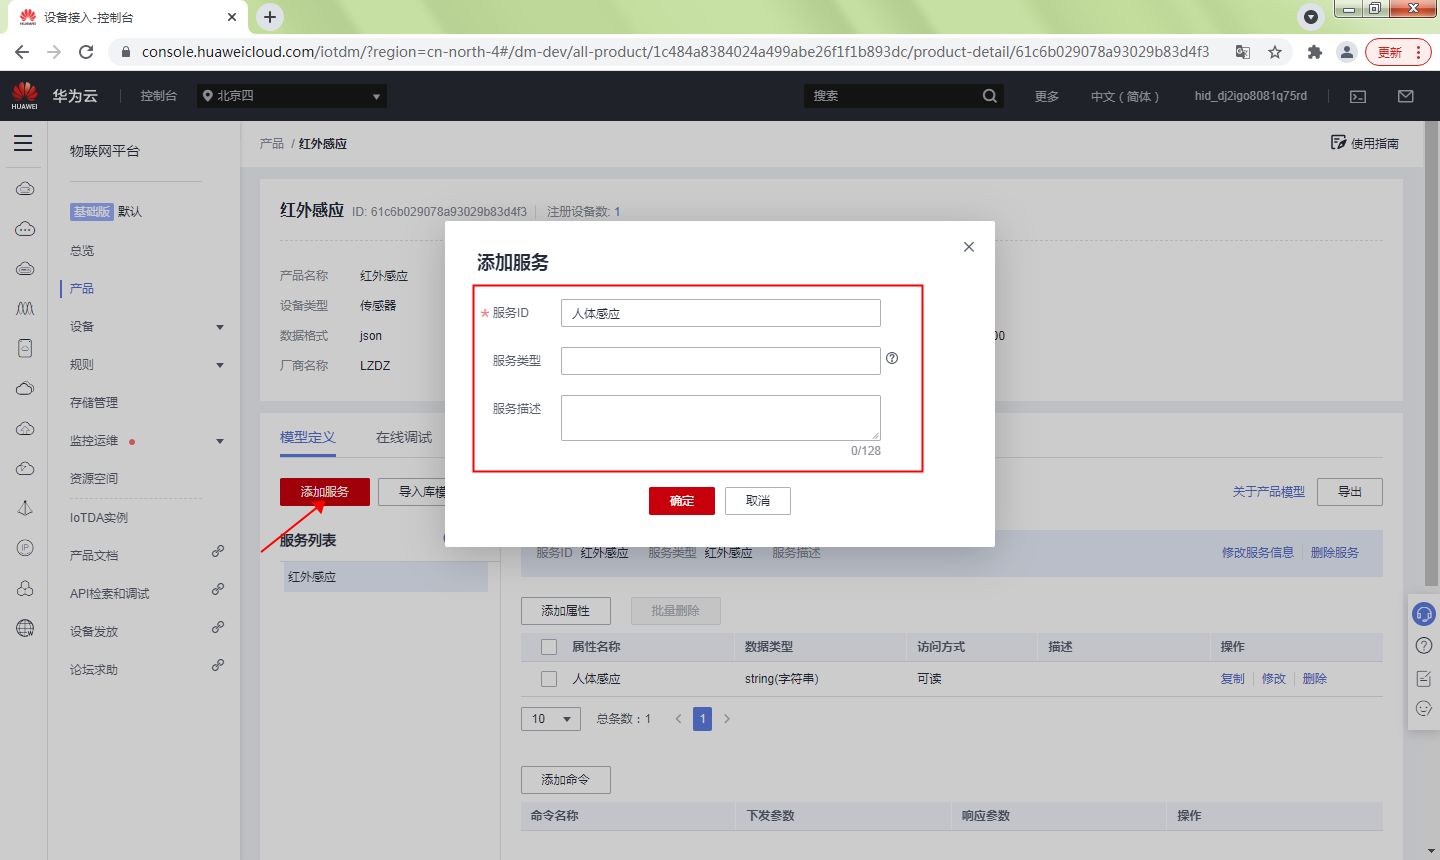 设备接入-控制台
console.huaweicloud.com/iotdm/?region=cn-north-4#/dm-dev/all-product/1c484a8384024a499abe26f1f1b893dc/product-detail/61c6b029078a93029b83d4f3
更新
HUAWEI
华为云
控制台
北京四
搜索
更多
中文（简体）
hid_dj2igo8081q75rd
物联网平台
基础版 默认
总览
产品
设备
规则
存储管理
监控运维
资源空间
IoTDA实例
产品文档
API检索和调试
设备发放
论坛求助
IP
产品 / 红外感应
使用指南
红外感应 ID: 61c6b029078a93029b83d4f3 注册设备数: 1
产品名称 红外感应
设备类型 传感器
数据格式 json
00
厂商名称 LZDZ
添加服务
服务ID 人体感应
服务类型
服务描述
0/128
确定 取消
模型定义 在线调试
添加服务 导入库模
关于产品模型 导出
服务列表
红外感应
服务ID 红外感应 服务类型 红外感应 服务描述
修改服务信息 删除服务
添加属性 批量删除
属性名称 数据类型 访问方式 描述 操作
人体感应 string(字符串) 可读 复制 修改 删除
10 总条数：1 1
添加命令
命令名称 下发参数 响应参数 操作